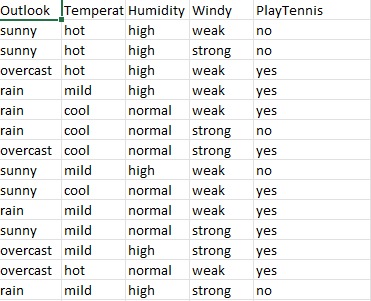 Outlook Temperat Humidity Windy PlayTennis
sunny hot high weak no
sunny hot high strong no
overcast hot high weak yes
rain mild high weak yes
rain cool normal weak yes
rain cool normal strong no
overcast cool normal strong yes
sunny mild high weak no
sunny cool normal weak yes
rain mild normal weak yes
sunny mild normal strong yes
overcast mild high strong yes
overcast hot normal weak yes
rain mild high strong no